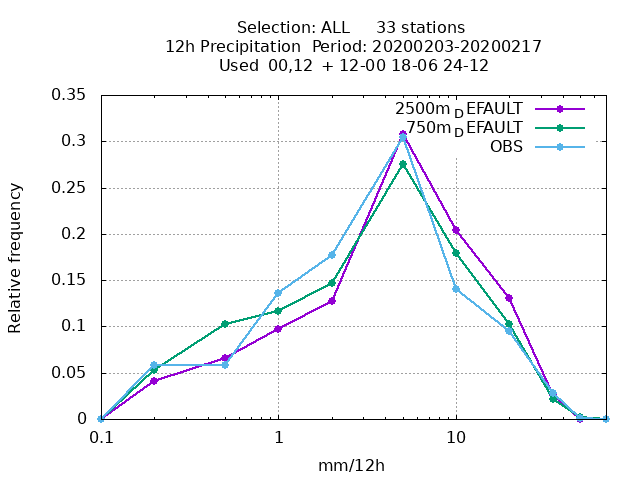 Selection: ALL     33 stations
12h Precipitation  Period: 20200203-20200217
Used  00,12  + 12-00 18-06 24-12
2500m_DEFAULT
750m_DEFAULT
OBS
0.35
0.3
0.25
0.2
0.15
0.1
0.05
0
Relative frequency
0.1
1
10
mm/12h